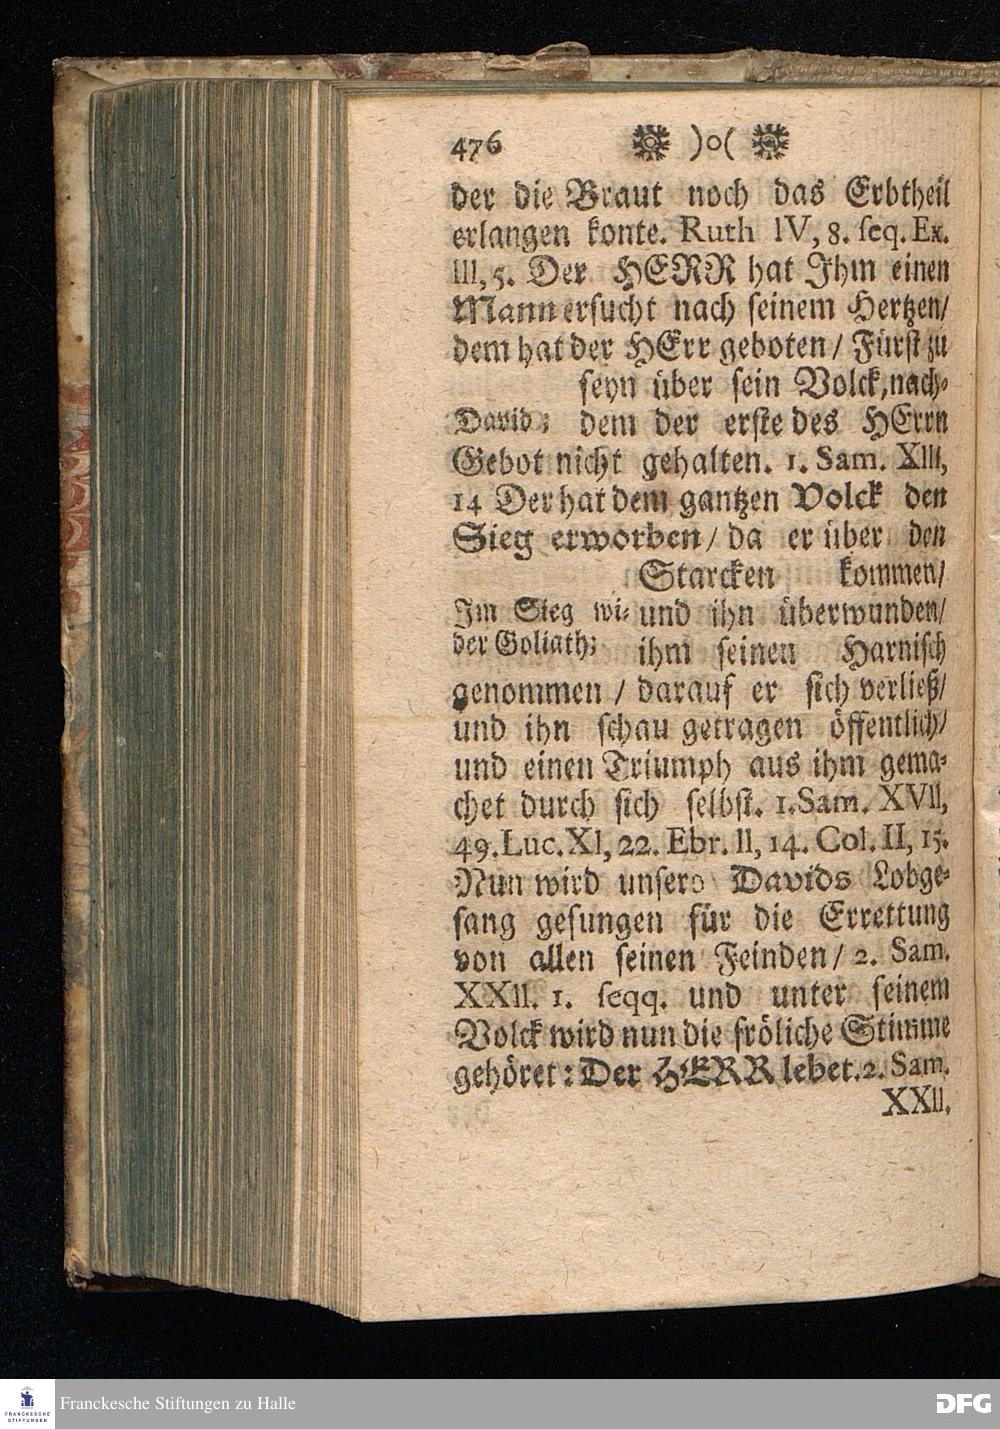 476 )o(
der die Braut noch das Erbtheil
erlangen konte. Ruth IV, 8. seq. Ex.
III, 5. Der HERR hat Ihm einen
Mann ersucht nach seinem Hertzen/
dem hat der HErr geboten/ Fürst zu
seyn über sein Volck, nach-
David; dem der erste des HErrn
Gebot nicht gehalten. 1. Sam. XIII,
14 Der hat dem gantzen Volck den
Sieg erworben/ da er über den
Starcken kommen/
Im Sieg wi- und ihn überwunden/
der Goliath; ihm seinen Harnisch
genommen / darauf er sich verließ/
und ihn schau getragen öffentlich/
und einen Triumph aus ihm gema-
chet durch sich selbst. 1. Sam. XVII,
49. Luc. XI, 22. Ebr. II, 14. Col. II, 15.
Nun wird unsers Davids Lobge-
sang gesungen für die Errettung
von allen seinen Feinden/ 2. Sam.
XXII. 1. seqq. und unter seinem
Volck wird nun die fröliche Stimme
gehöret: Der HERR lebet. 2. Sam.
XXII,
FRANCKESCHE
STIFTUNGEN
Franckesche Stiftungen zu Halle
DFG